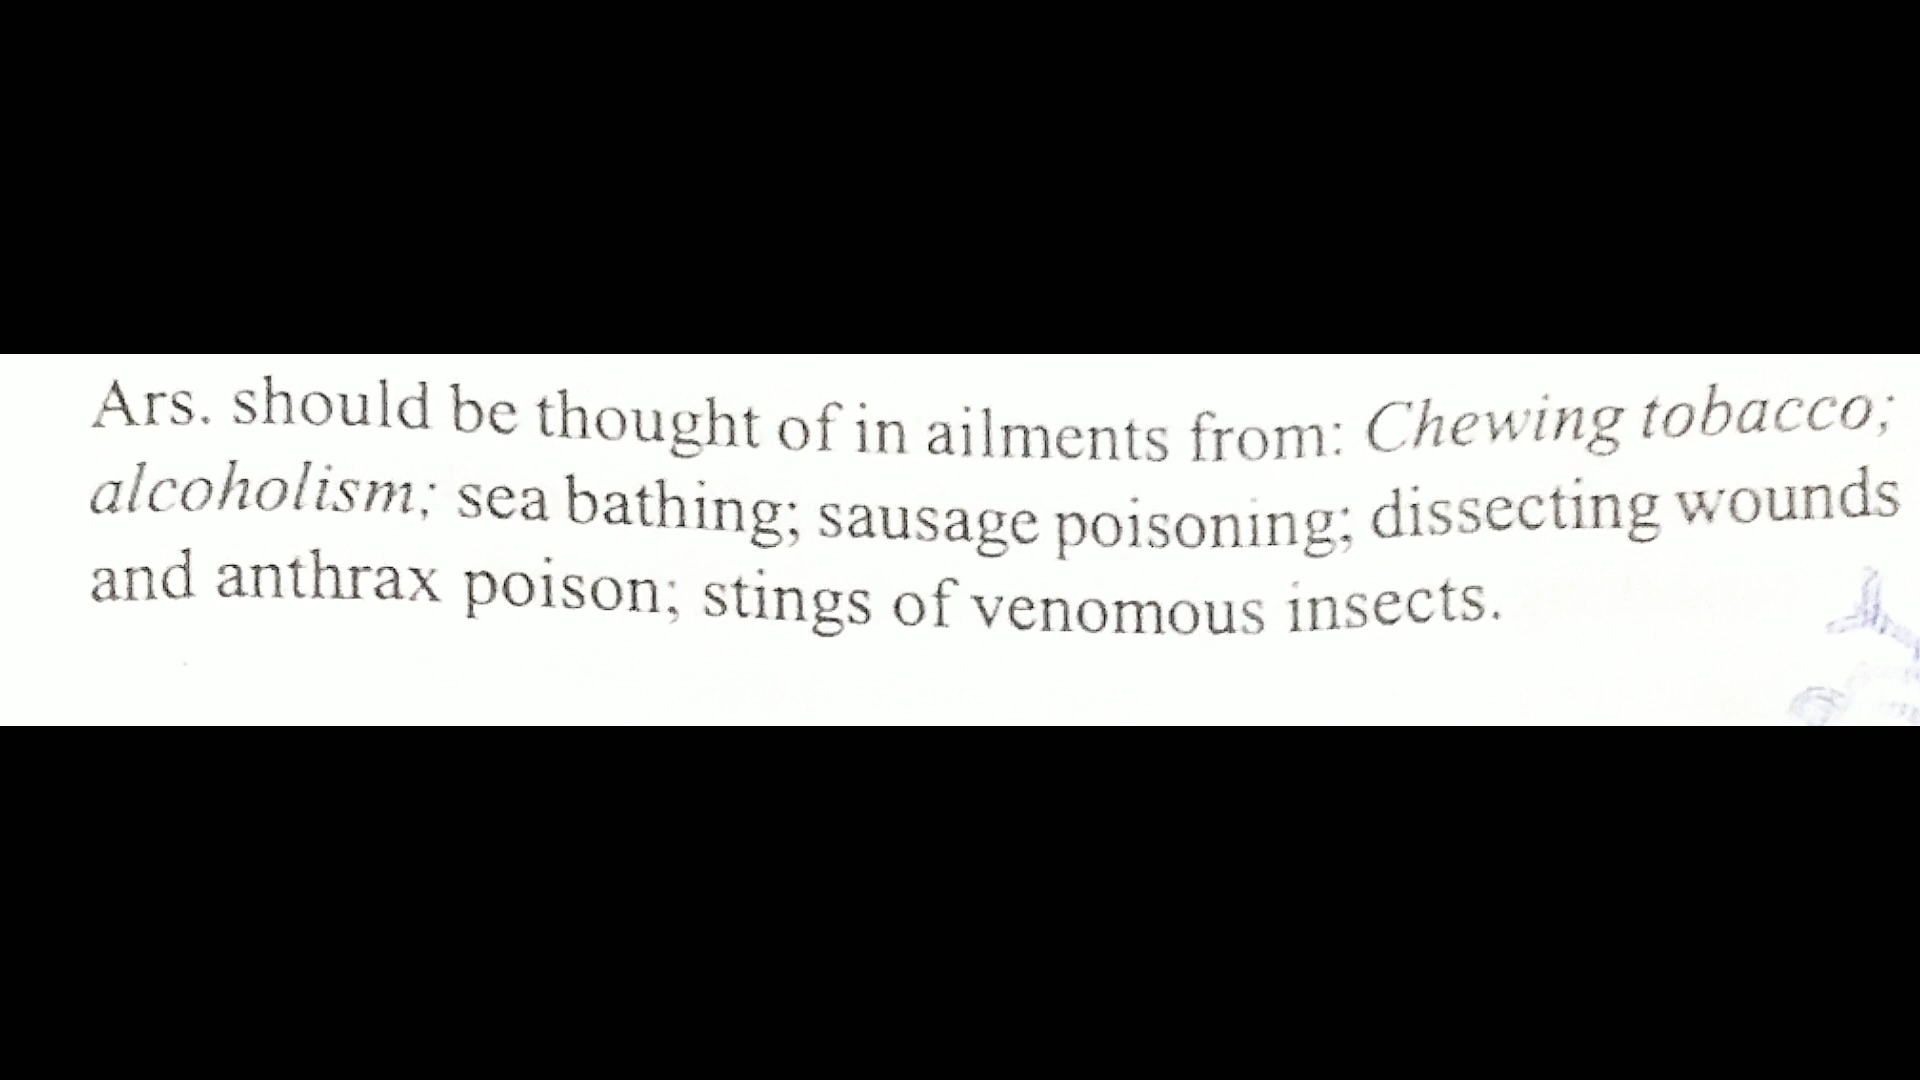 Ars. should be thought of in ailments from: Chewing tobacco;
alcoholism; sea bathing; sausage poisoning; dissecting wounds
and anthrax poison; stings of venomous insects.